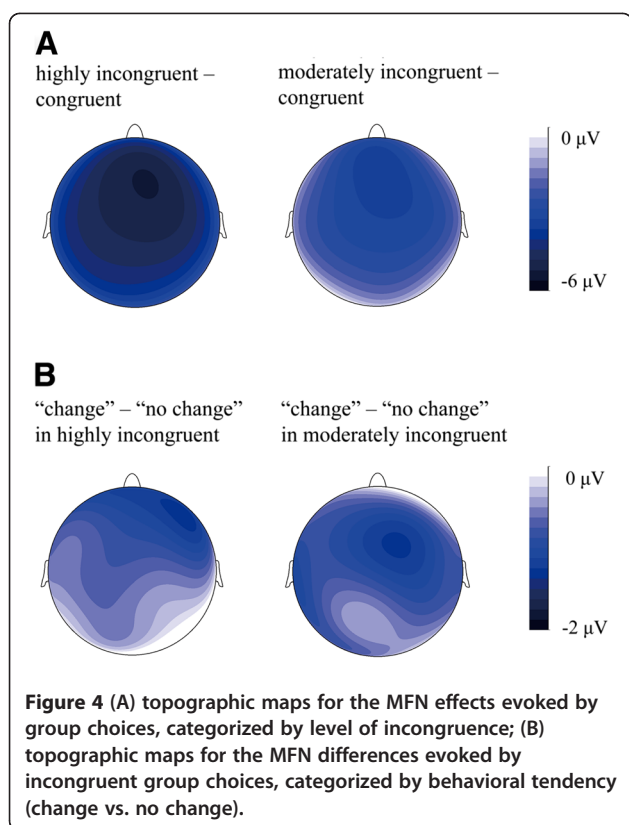 A
highly incongruent –
congruent
moderately incongruent –
congruent
0 µV
-6 µV
B
“change” – “no change”
in highly incongruent
“change” – “no change”
in moderately incongruent
0 µV
-2 µV
Figure 4 (A) topographic maps for the MFN effects evoked by
group choices, categorized by level of incongruence; (B)
topographic maps for the MFN differences evoked by
incongruent group choices, categorized by behavioral tendency
(change vs. no change).